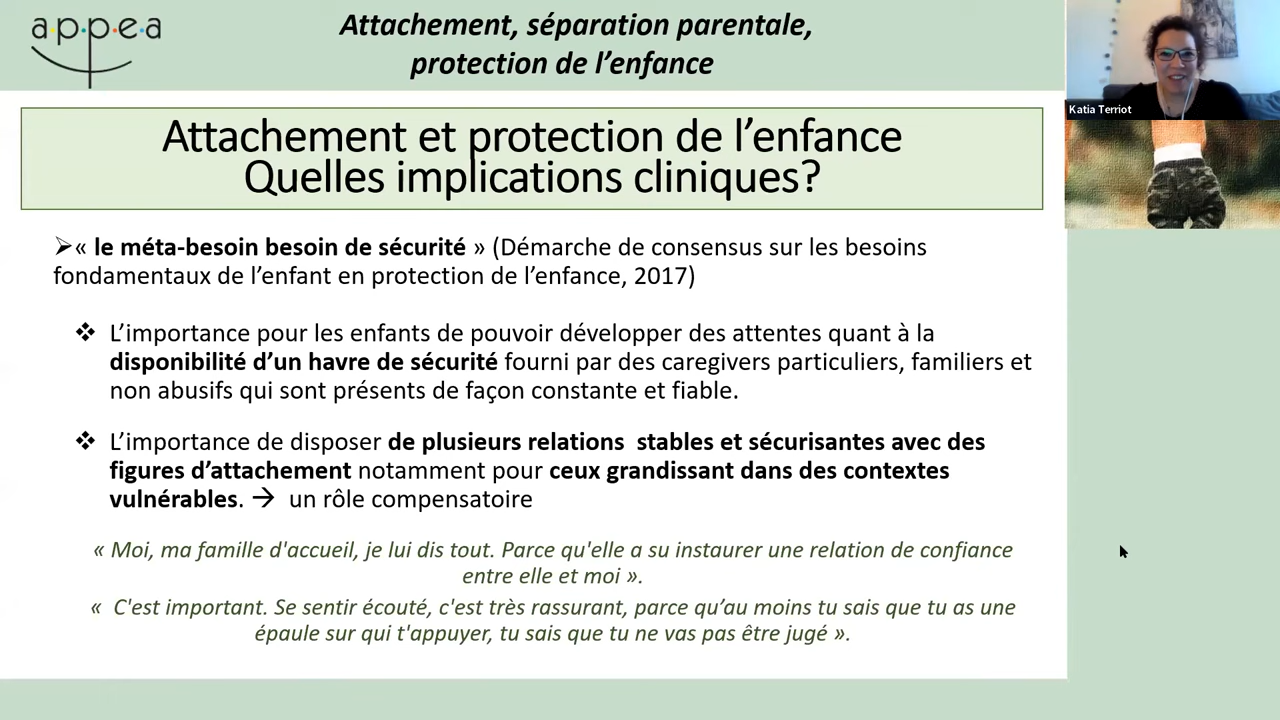 a.p.p.e.a
Attachement, séparation parentale,
protection de l'enfance
Katia Terriot
Attachement et protection de l'enfance
Quelles implications cliniques?
➢« le méta-besoin besoin de sécurité » (Démarche de consensus sur les besoins
fondamentaux de l'enfant en protection de l'enfance, 2017)
❖ L'importance pour les enfants de pouvoir développer des attentes quant à la
disponibilité d'un havre de sécurité fourni par des caregivers particuliers, familiers et
non abusifs qui sont présents de façon constante et fiable.
❖ L'importance de disposer de plusieurs relations stables et sécurisantes avec des
figures d'attachement notamment pour ceux grandissant dans des contextes
vulnérables. → un rôle compensatoire
« Moi, ma famille d'accueil, je lui dis tout. Parce qu'elle a su instaurer une relation de confiance
entre elle et moi ».
« C'est important. Se sentir écouté, c'est très rassurant, parce qu'au moins tu sais que tu as une
épaule sur qui t'appuyer, tu sais que tu ne vas pas être jugé ».